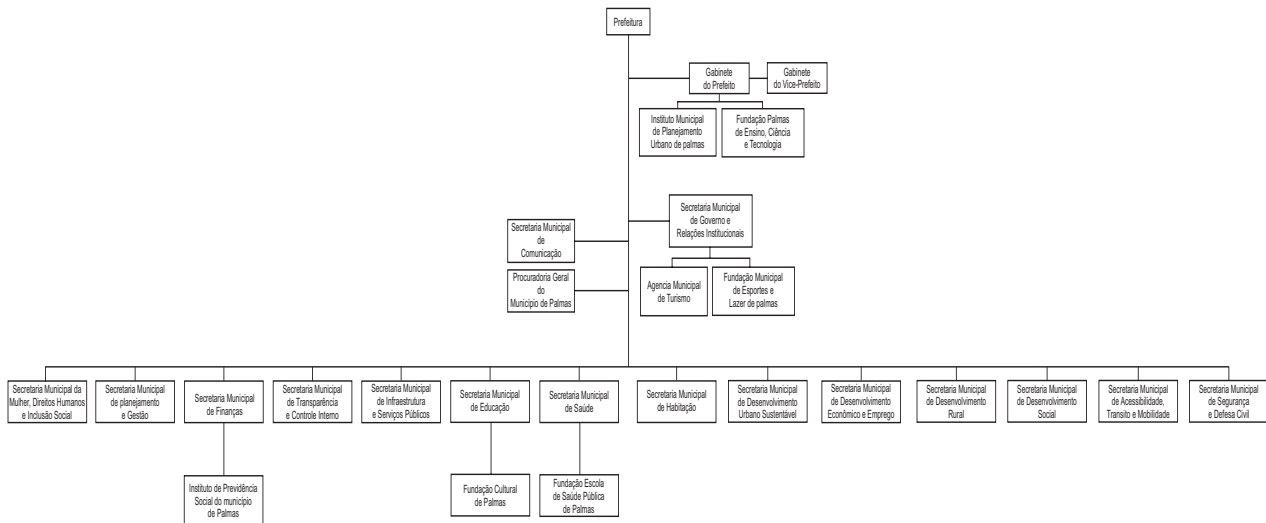 Prefeitura
Gabinete
do Prefeito
Gabinete
do Vice-Prefeito
Instituto Municipal
de Planejamento
Urbano de palmas
Fundação Palmas
de Ensino, Ciência
e Tecnologia
Secretaria Municipal
de Governo e
Relações Institucionais
Secretaria Municipal
de
Comunicação
Procuradoria Geral
do
Município de Palmas
Agencia Municipal
de Turismo
Fundação Municipal
de Esportes e
Lazer de palmas
Secretaria Municipal da
Mulher, Direitos Humanos
e Inclusão Social
Secretaria Municipal
de planejamento
e Gestão
Secretaria Municipal
de Finanças
Secretaria Municipal
de Transparência
e Controle Interno
Secretaria Municipal
de Infraestrutura
e Serviços Públicos
Secretaria Municipal
de Educação
Secretaria Municipal
de Saúde
Secretaria Municipal
de Habitação
Secretaria Municipal
de Desenvolvimento
Urbano Sustentável
Secretaria Municipal
de Desenvolvimento
Econômico e Emprego
Secretaria Municipal
de Desenvolvimento
Rural
Secretaria Municipal
de Desenvolvimento
Social
Secretaria Municipal
de Acessibilidade,
Transito e Mobilidade
Secretaria Municipal
de Segurança
e Defesa Civil
Instituto de Previdência
Social do município
de Palmas
Fundação Cultural
de Palmas
Fundação Escola
de Saúde Pública
de Palmas